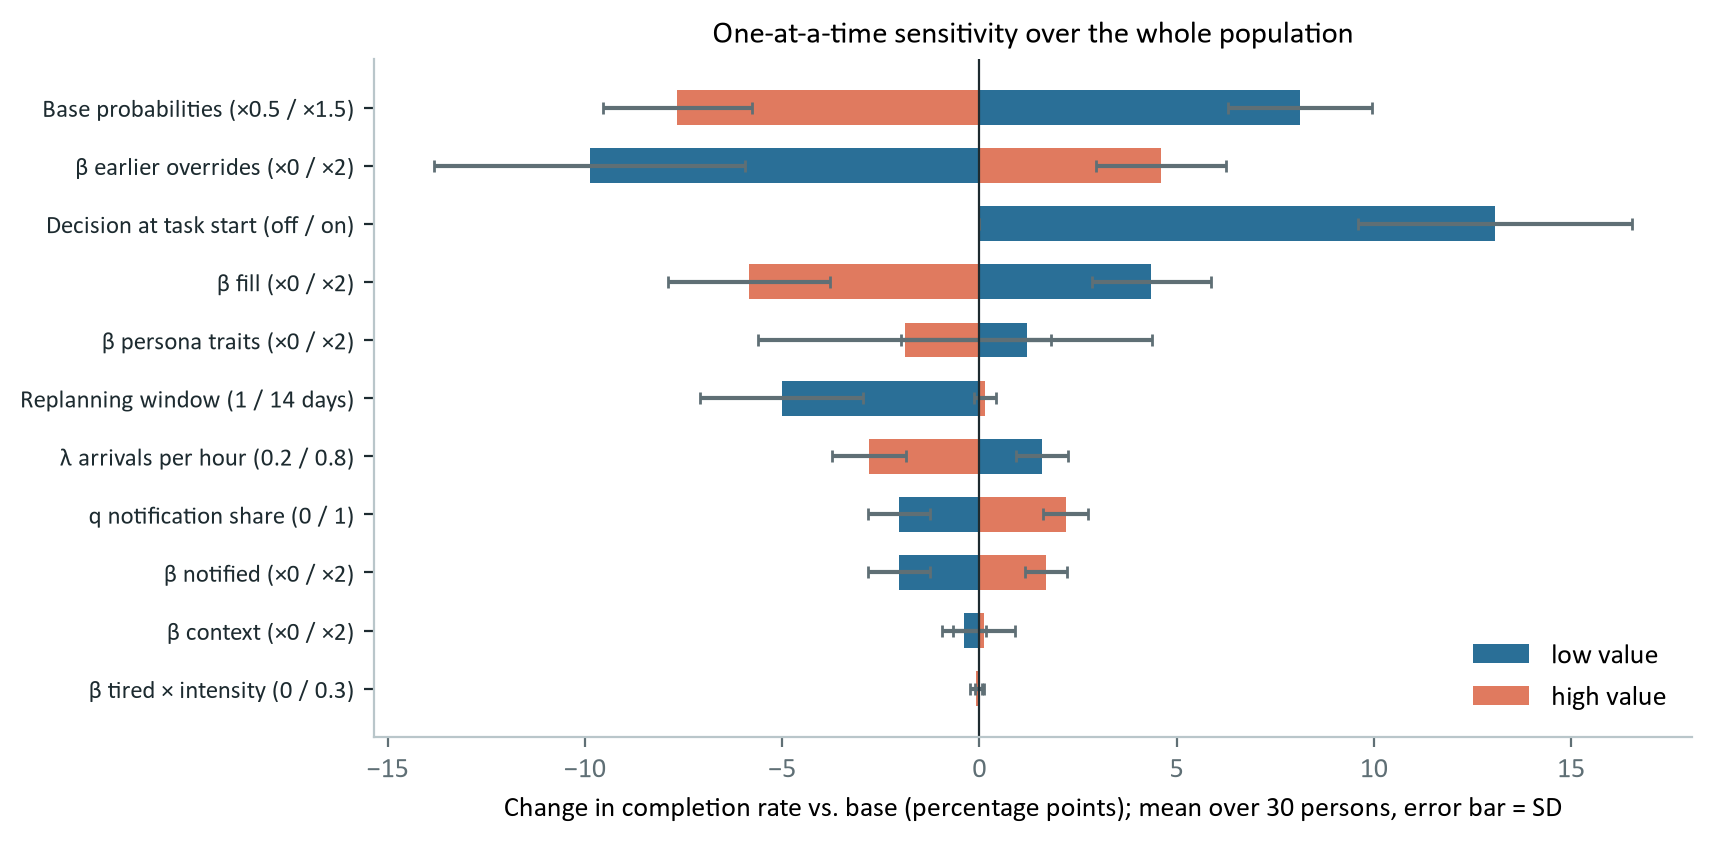 One-at-a-time sensitivity over the whole population
Base probabilities (×0.5 / ×1.5)
β earlier overrides (×0 / ×2)
Decision at task start (off / on)
β fill (×0 / ×2)
β persona traits (×0 / ×2)
Replanning window (1 / 14 days)
λ arrivals per hour (0.2 / 0.8)
q notification share (0 / 1)
β notified (×0 / ×2)
β context (×0 / ×2)
β tired × intensity (0 / 0.3)
low value
high value
−15 −10 −5 0 5 10 15
Change in completion rate vs. base (percentage points); mean over 30 persons, error bar = SD